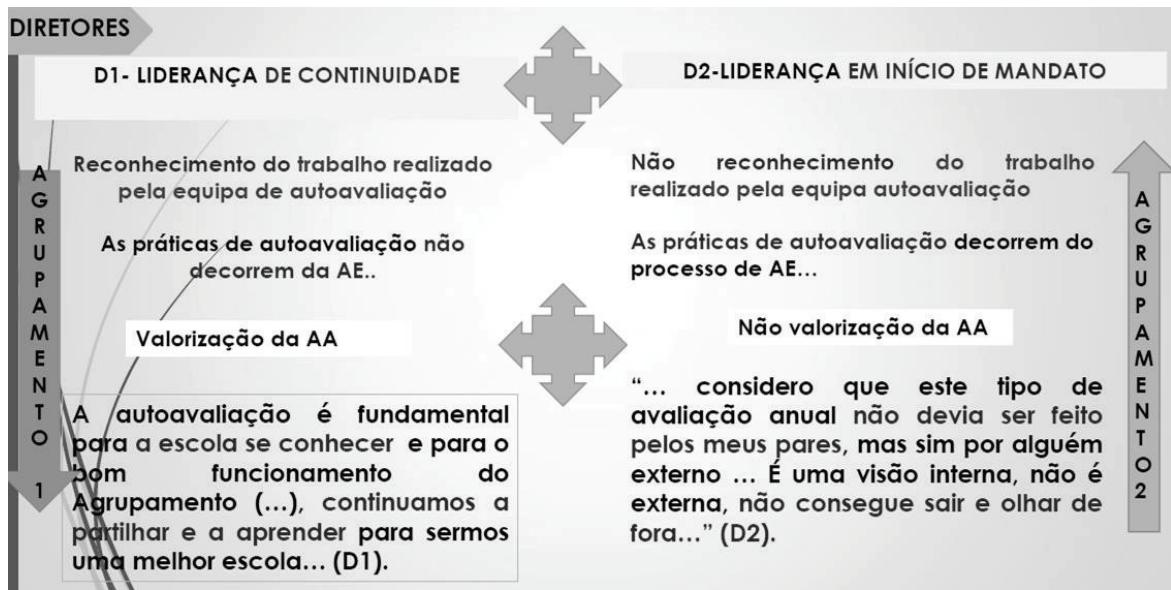 DIRETORES
D1- LIDERANÇA DE CONTINUIDADE
Reconhecimento do trabalho realizado
pela equipa de autoavaliação
As práticas de autoavaliação não
decorrem da AE..
Valorização da AA
A autoavaliação é fundamental
para a escola se conhecer e para o
bom funcionamento do
Agrupamento (...), continuamos a
partilhar e a aprender para sermos
uma melhor escola... (D1).
AGRUPAMENTO 1
D2-LIDERANÇA EM INÍCIO DE MANDATO
Não reconhecimento do trabalho
realizado pela equipa autoavaliação
As práticas de autoavaliação decorrem do
processo de AE...
Não valorização da AA
“... considero que este tipo de
avaliação anual não devia ser feito
pelos meus pares, mas sim por alguém
externo ... É uma visão interna, não é
externa, não consegue sair e olhar de
fora...” (D2).
AGRUPAMENTO 2